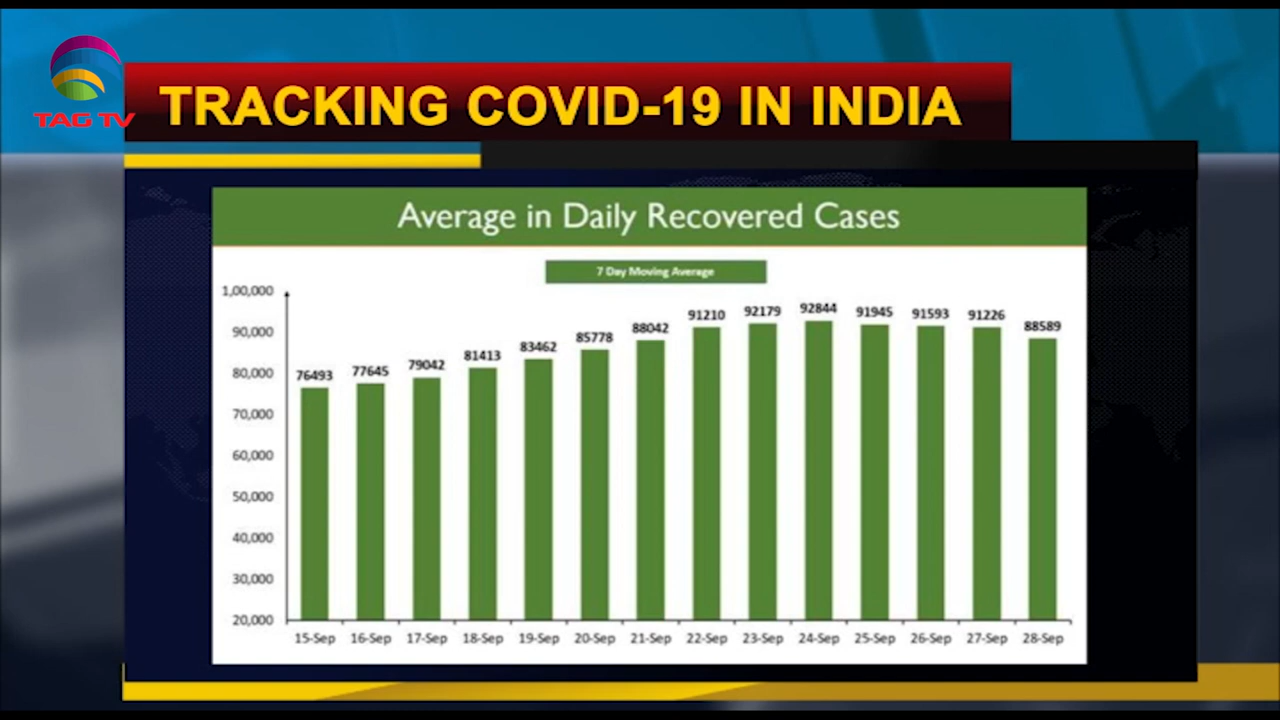 TAG TV
TRACKING COVID-19 IN INDIA
Average in Daily Recovered Cases
7 Day Moving Average
1,00,000
90,000
80,000
70,000
60,000
50,000
40,000
30,000
20,000
76493 77645 79042 81413 83462 85778 88042 91210 92179 92844 91945 91593 91226 88589
15-Sep 16-Sep 17-Sep 18-Sep 19-Sep 20-Sep 21-Sep 22-Sep 23-Sep 24-Sep 25-Sep 26-Sep 27-Sep 28-Sep